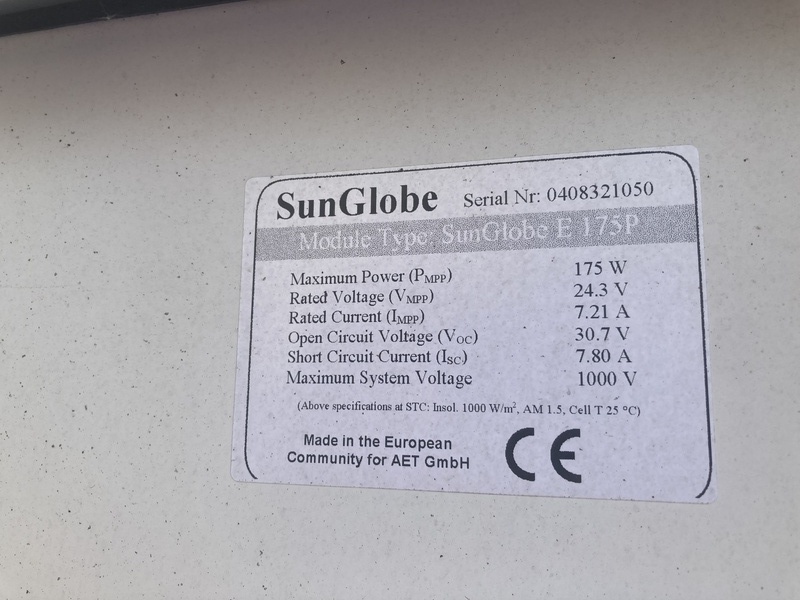 SunGlobe Serial Nr: 0408321050
Module Type: SunGlobe E 175P
Maximum Power (PMPP) 175 W
Rated Voltage (VMPP) 24.3 V
Rated Current (IMPP) 7.21 A
Open Circuit Voltage (VOC) 30.7 V
Short Circuit Current (ISC) 7.80 A
Maximum System Voltage 1000 V
(Above specifications at STC: Insol. 1000 W/m², AM 1.5, Cell T 25 °C)
Made in the European
Community for AET GmbH
CE